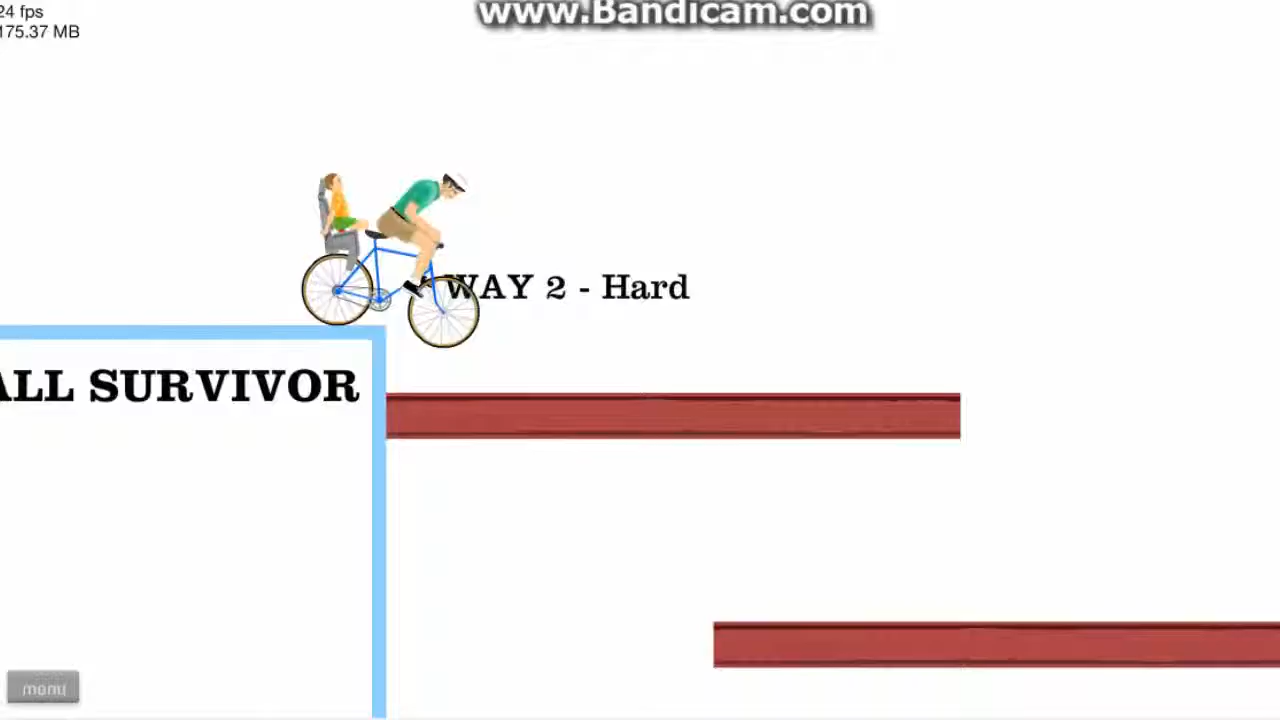 24 fps
175.37 MB
www.Bandicam.com
WAY 2 - Hard
ALL SURVIVOR
menu